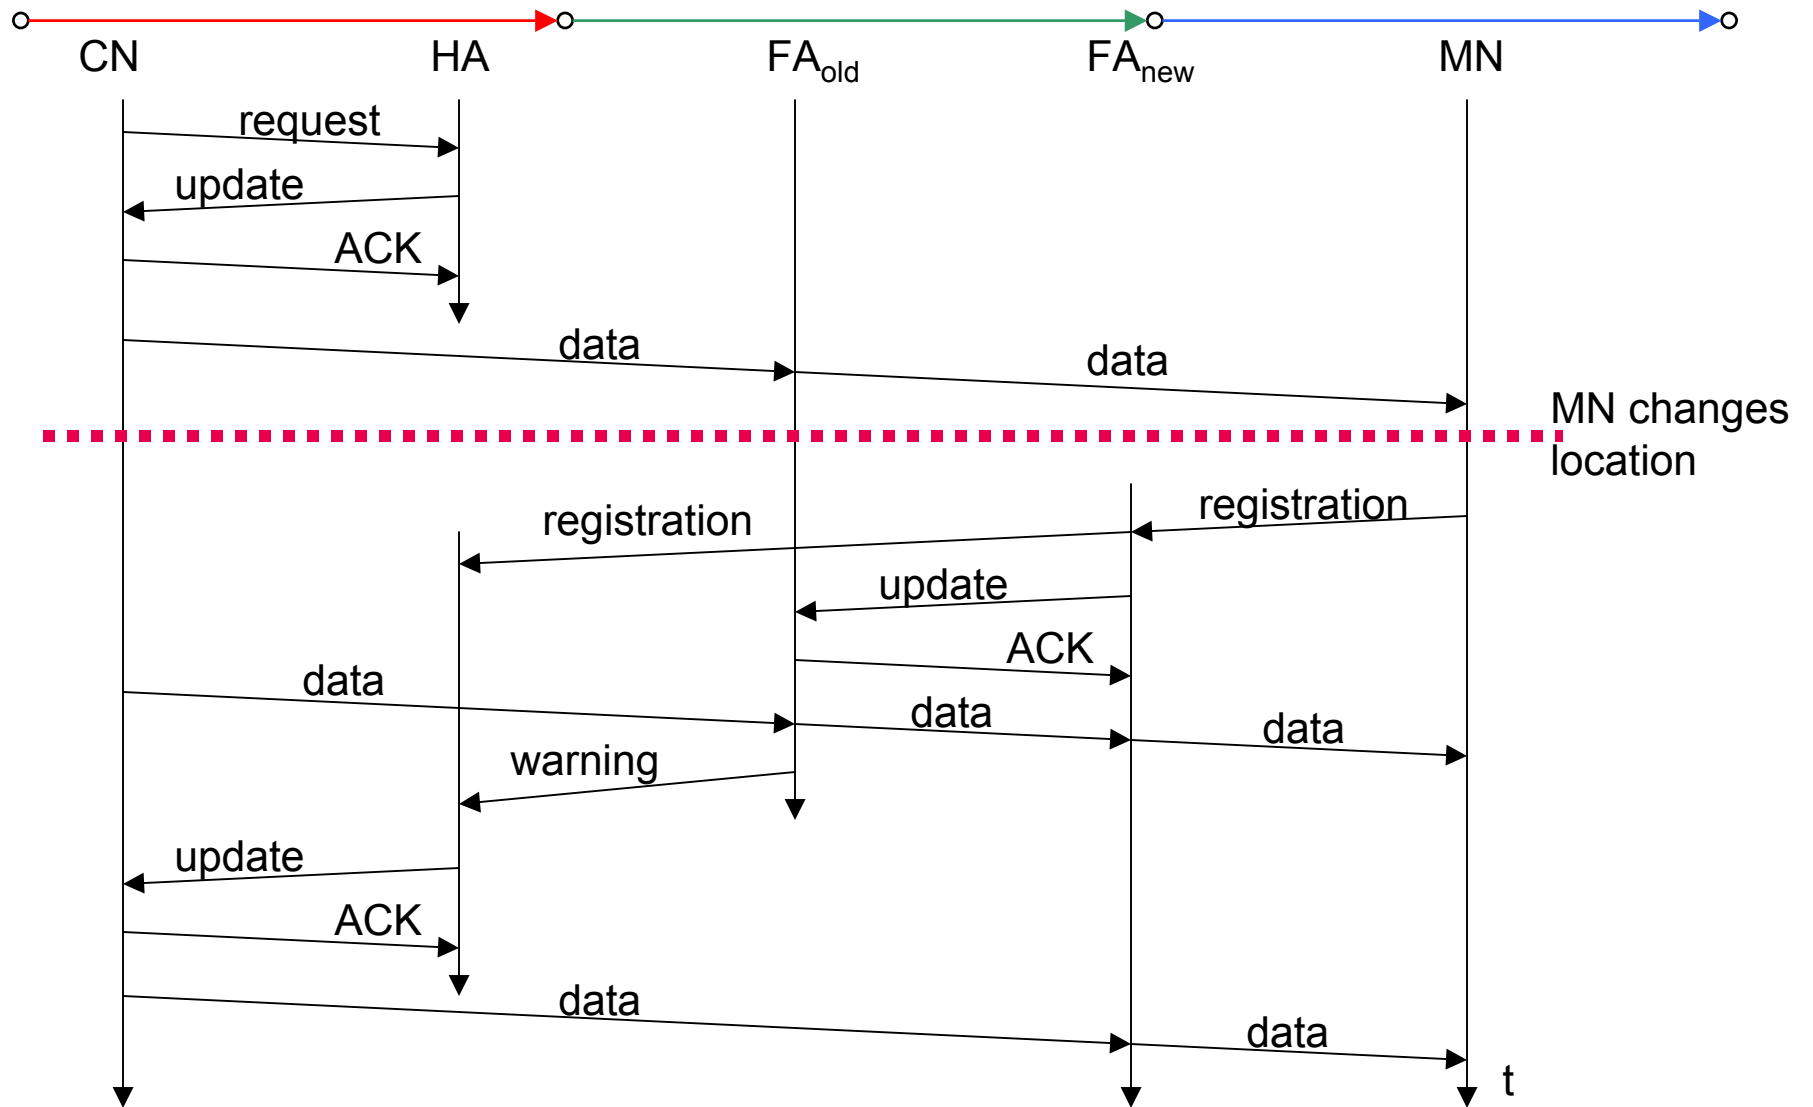 CN HA FAold FAnew MN
request
update
ACK
data
data
MN changes
location
registration
registration
update
ACK
data
data
data
warning
update
ACK
data
data
t